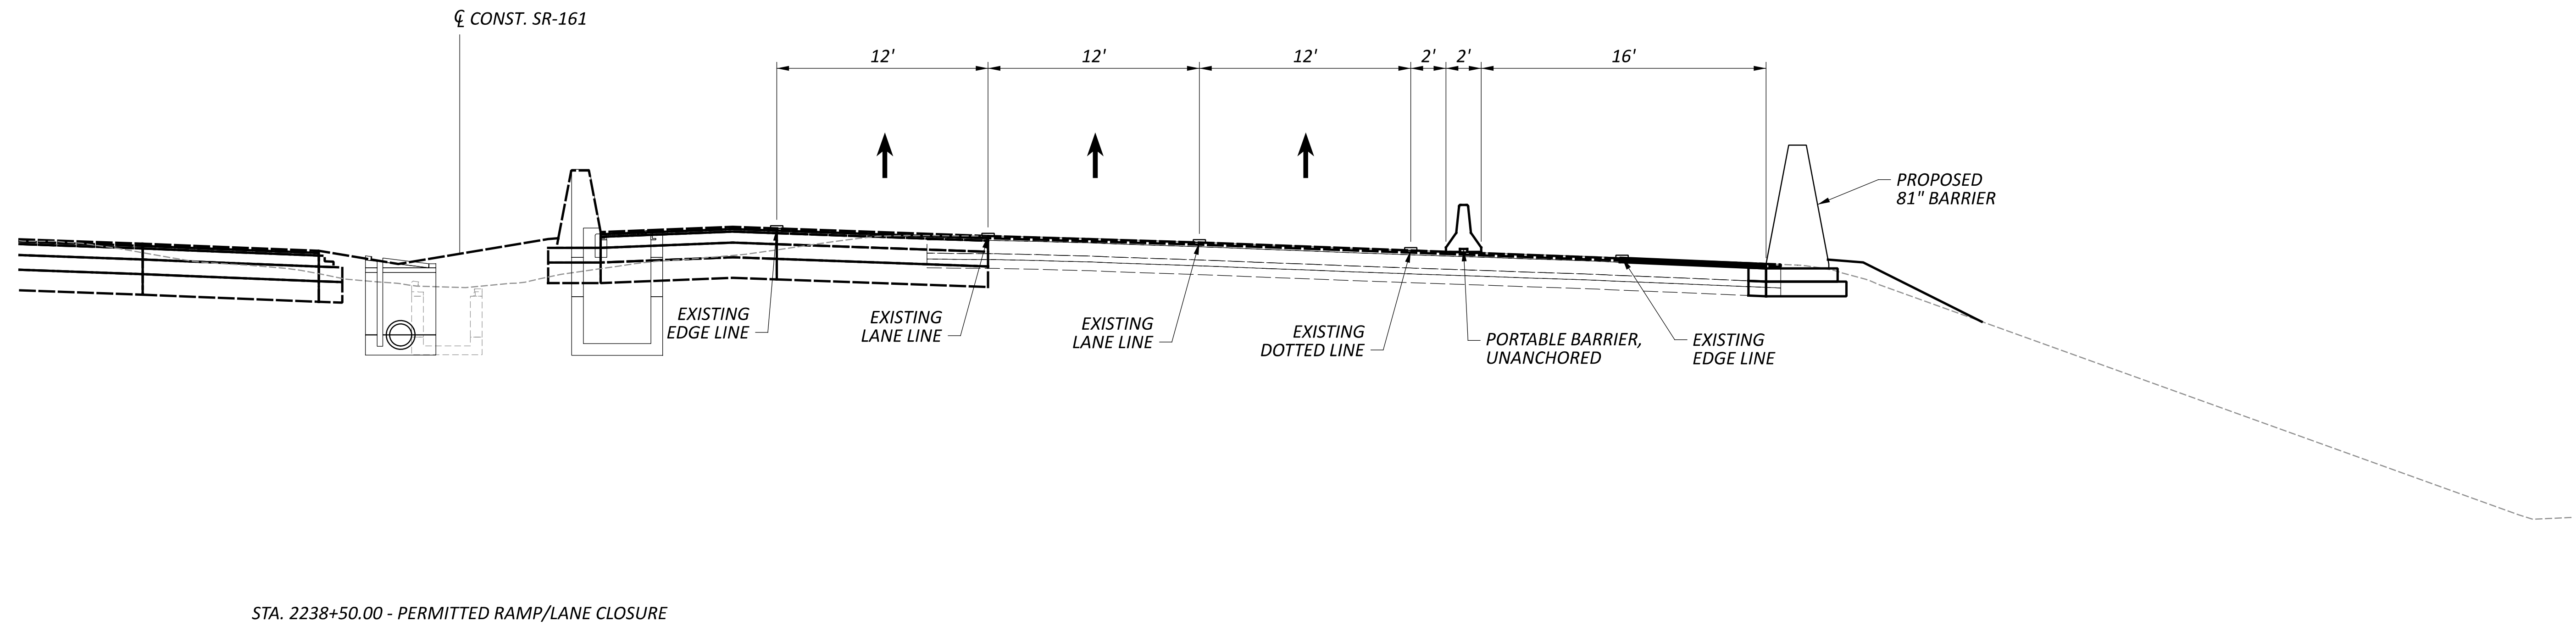 ℄ CONST. SR-161
12'
12'
12'
2'
2'
16'
PROPOSED
81" BARRIER
EXISTING
EDGE LINE
EXISTING
LANE LINE
EXISTING
LANE LINE
EXISTING
DOTTED LINE
PORTABLE BARRIER,
UNANCHORED
EXISTING
EDGE LINE
STA. 2238+50.00 - PERMITTED RAMP/LANE CLOSURE